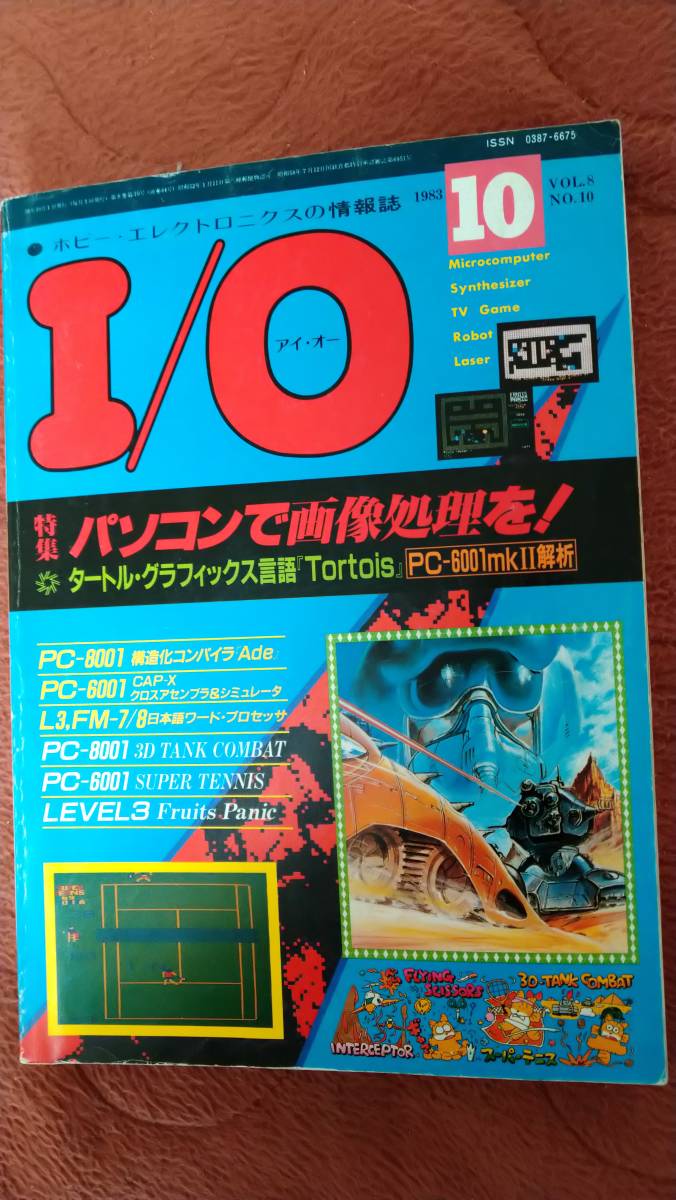 ISSN 0387-6675
ホビー・エレクトロニクスの情報誌
1983
10
VOL.8
NO.10
I/O
アイ・オー
Microcomputer
Synthesizer
TV Game
Robot
Laser
特集
パソコンで画像処理を!
タートル・グラフィックス言語『Tortois』
PC-6001mkII解析
PC-8001 構造化コンパイラ『Ade』
PC-6001 CAP-X
クロスアセンブラ&シミュレータ
L3,FM-7/8日本語ワード・プロセッサ
PC-8001 3D TANK COMBAT
PC-6001 SUPER TENNIS
LEVEL3 Fruits Panic
FLYING SCISSORS
3D-TANK COMBAT
INTERCEPTOR
スーパーテニス